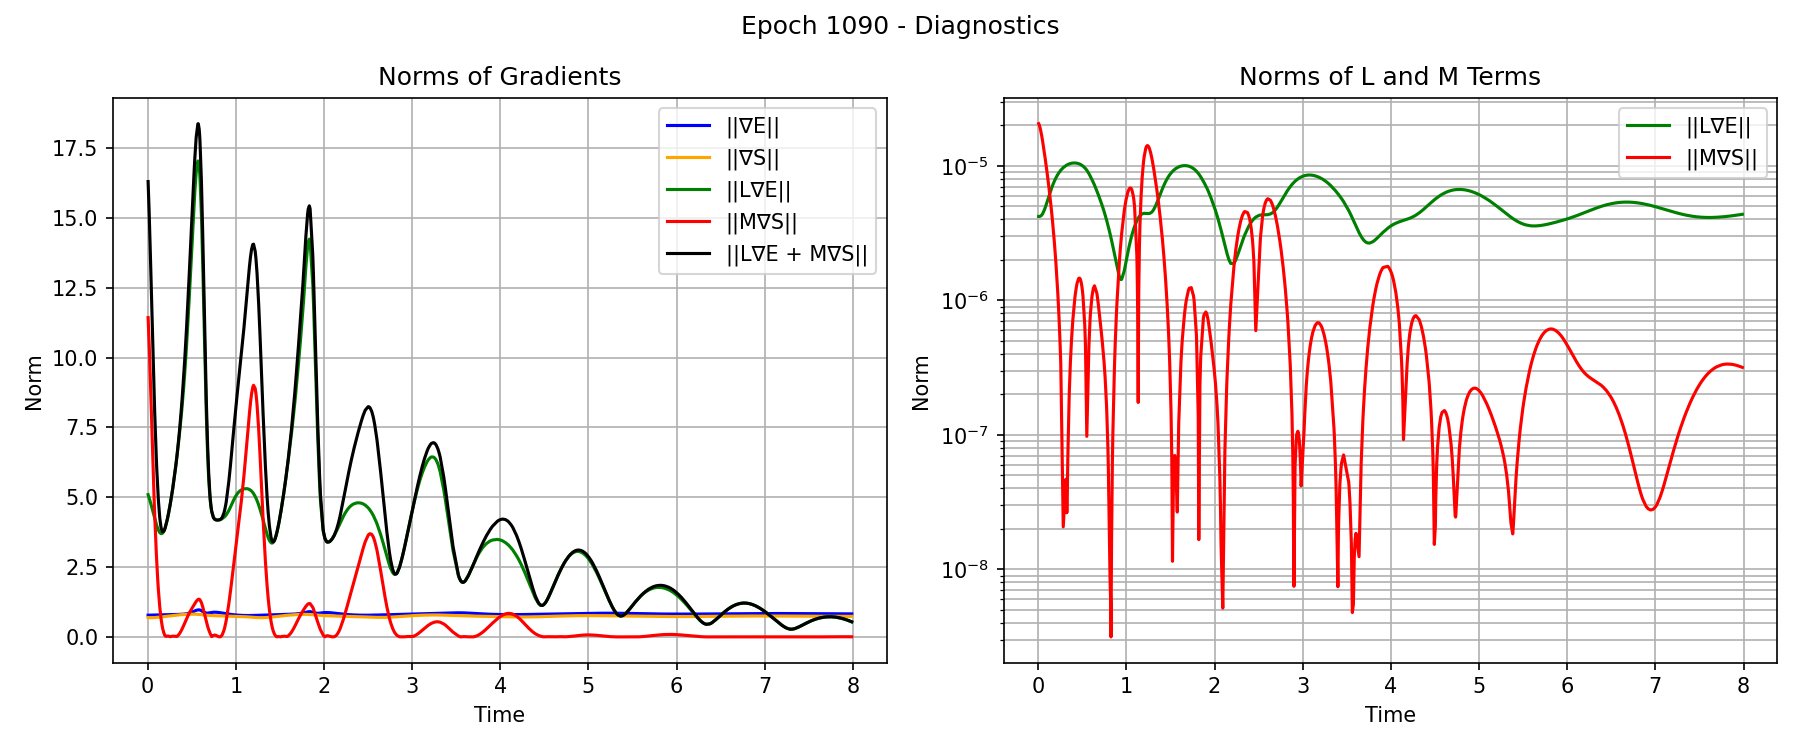 Epoch 1090 - Diagnostics
Norms of Gradients
Norm
17.5
15.0
12.5
10.0
7.5
5.0
2.5
0.0
||∇E||
||∇S||
||L∇E||
||M∇S||
||L∇E + M∇S||
0 1 2 3 4 5 6 7 8
Time
Norms of L and M Terms
Norm
10⁻⁵
10⁻⁶
10⁻⁷
10⁻⁸
||L∇E||
||M∇S||
0 1 2 3 4 5 6 7 8
Time